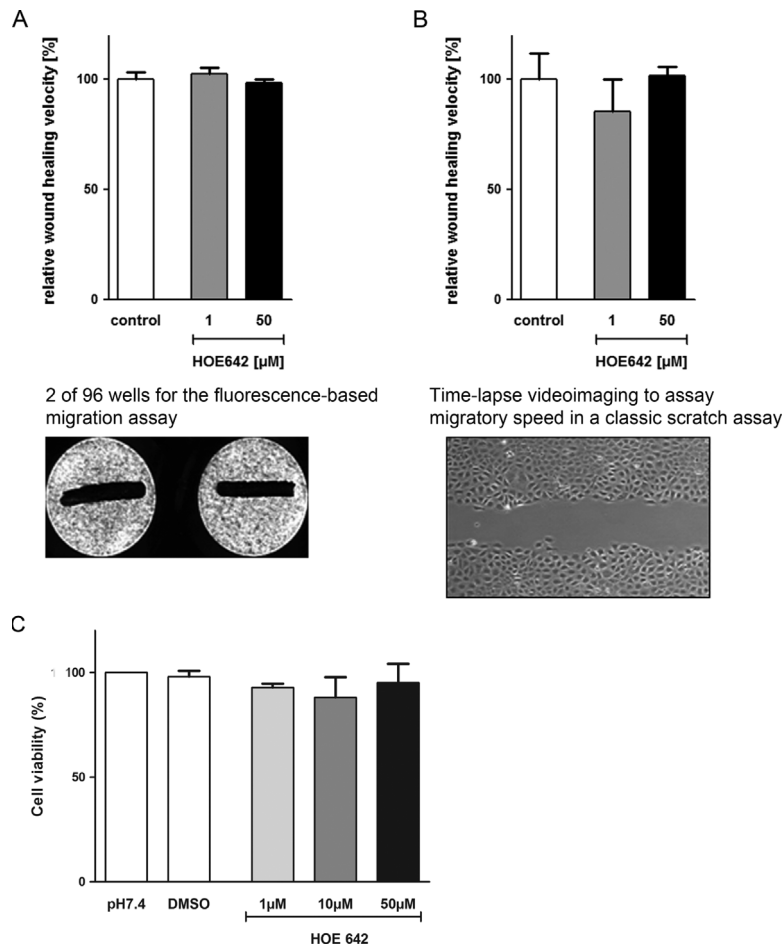 A
relative wound healing velocity [%]
100
50
0
control
1
50
HOE642 [µM]
2 of 96 wells for the fluorescence-based
migration assay
B
relative wound healing velocity [%]
100
50
0
control
1
50
HOE642 [µM]
Time-lapse videoimaging to assay
migratory speed in a classic scratch assay
C
Cell viability (%)
100
50
0
pH7.4
DMSO
1µM
10µM
50µM
HOE 642